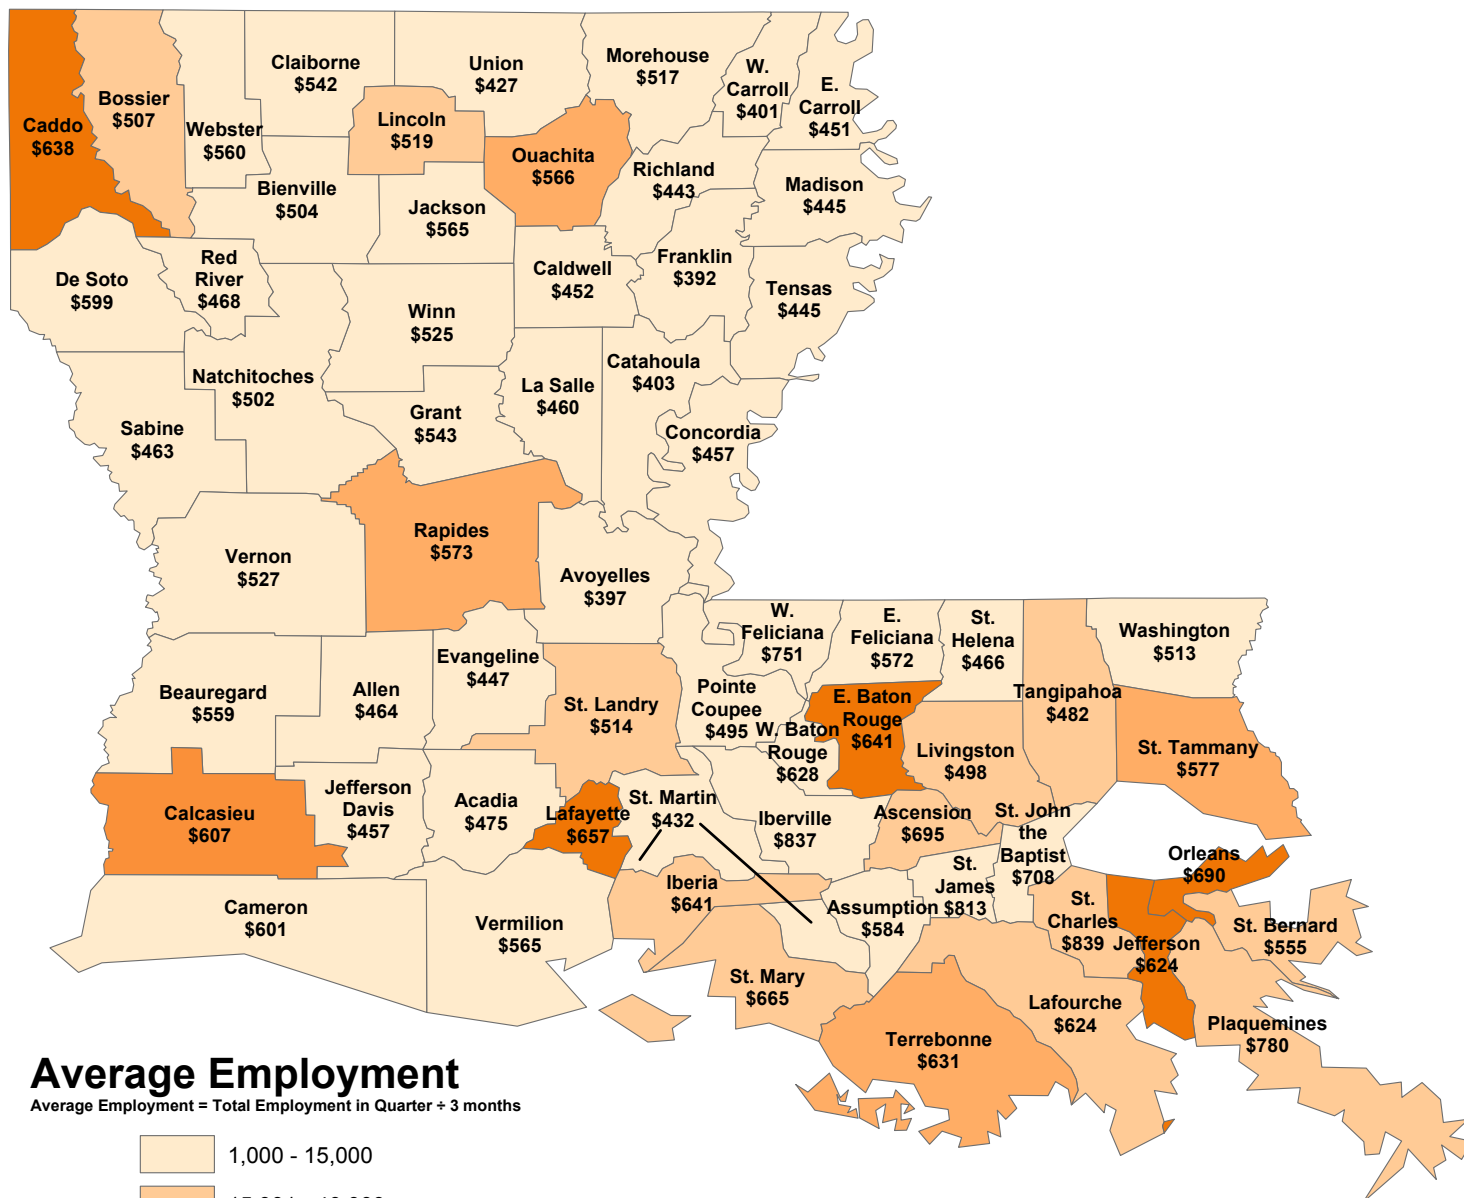 Caddo
$638
Bossier
$507
Webster
$560
Claiborne
$542
Lincoln
$519
Union
$427
Morehouse
$517
W.
Carroll
$401
E.
Carroll
$451
Ouachita
$566
Richland
$443
Madison
$445
Bienville
$504
Jackson
$565
De Soto
$599
Red
River
$468
Caldwell
$452
Franklin
$392
Tensas
$445
Winn
$525
Natchitoches
$502
Sabine
$463
Grant
$543
La Salle
$460
Catahoula
$403
Concordia
$457
Rapides
$573
Vernon
$527
Avoyelles
$397
Beauregard
$559
Allen
$464
Evangeline
$447
St. Landry
$514
Pointe
Coupee
$495
W.
Feliciana
$751
E.
Feliciana
$572
St.
Helena
$466
Tangipahoa
$482
Washington
$513
W. Baton
Rouge
$628
E. Baton
Rouge
$641
Livingston
$498
St. Tammany
$577
Calcasieu
$607
Jefferson
Davis
$457
Acadia
$475
Lafayette
$657
St. Martin
$432
Iberville
$837
Ascension
$695
St. John
the
Baptist
$708
Orleans
$690
Cameron
$601
Vermilion
$565
Iberia
$641
St. Mary
$665
Assumption
$584
St.
James
$813
St.
Charles
$839
Jefferson
$624
St. Bernard
$555
Terrebonne
$631
Lafourche
$624
Plaquemines
$780
Average Employment
Average Employment = Total Employment in Quarter ÷ 3 months
1,000 - 15,000